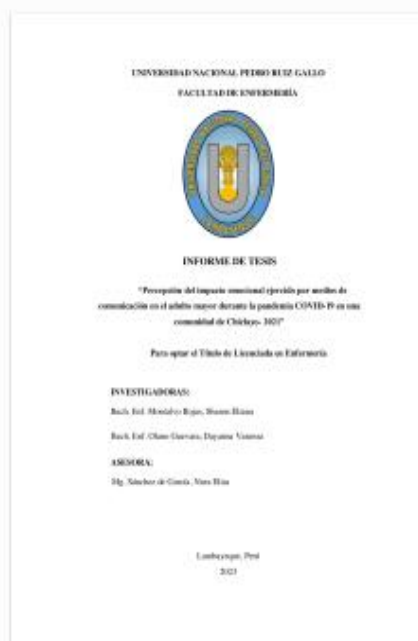 UNIVERSIDAD NACIONAL PEDRO RUIZ GALLO
FACULTAD DE ENFERMERÍA
INFORME DE TESIS
"Percepción del impacto emocional ejercido por medios de
comunicación en el adulto mayor durante la pandemia COVID-19 en una
comunidad de Chiclayo- 2021"
Para optar el Título de Licenciada en Enfermería
INVESTIGADORAS:
Bach. Enf. Montalvo Rojas,
Bach. Enf. Olano Guevara, Dayanna Vanessa
ASESORA:
Mg. Sánchez de García, Nora Elisa
Lambayeque, Perú
2023